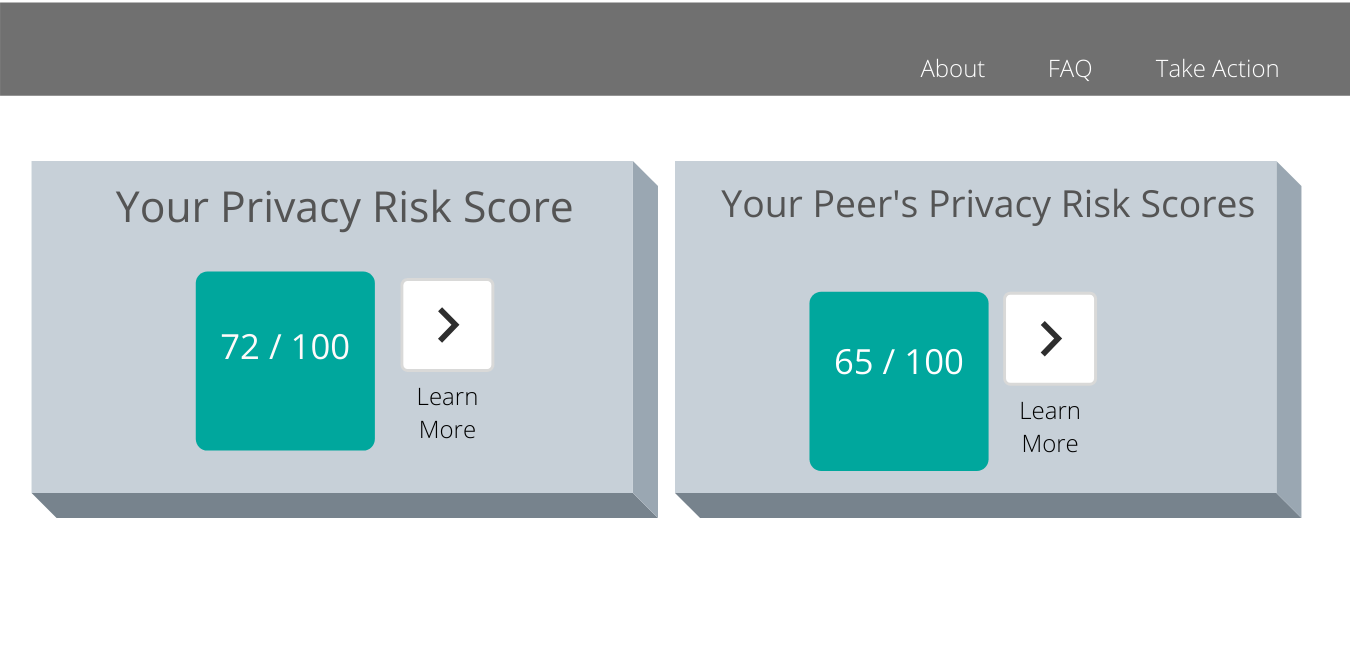 About FAQ Take Action
Your Privacy Risk Score
72 / 100
Learn
More
Your Peer's Privacy Risk Scores
65 / 100
Learn
More